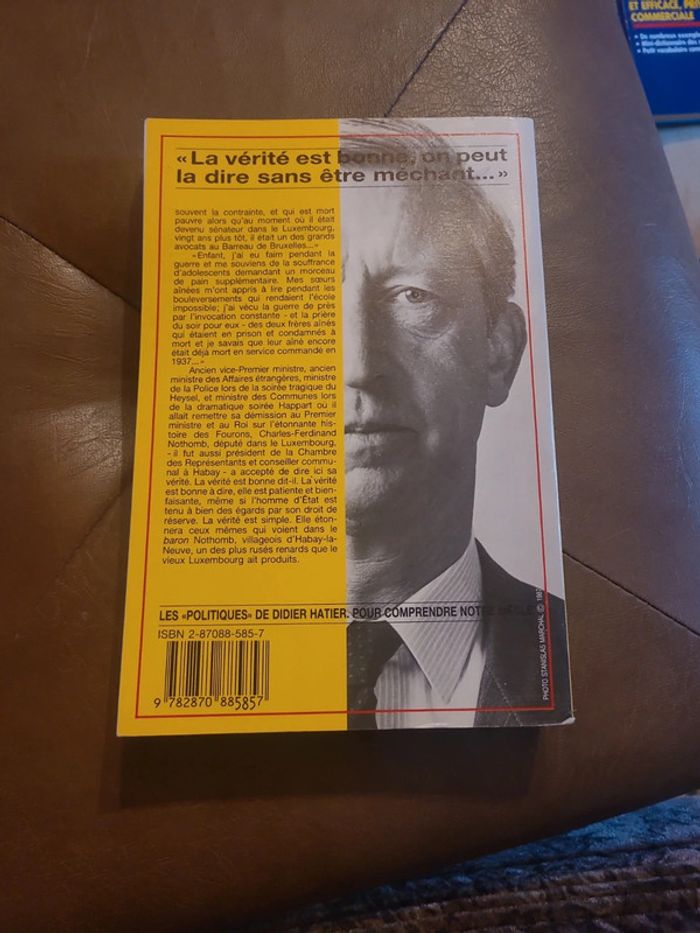 ET EFFICACE,
COMMERCIALE
• De nombreux
• Mini-dictionnaire des
• Petit vocabulaire
« La vérité est bonne, on peut
la dire sans être méchant... »
souvent la contrainte, et qui est mort
pauvre alors qu'au moment où il était
devenu sénateur dans le Luxembourg,
vingt ans plus tôt, il était un des grands
avocats au Barreau de Bruxelles...»
«Enfant, j'ai eu faim pendant la
guerre et me souviens de la souffrance
d'adolescents demandant un morceau
de pain supplémentaire. Mes sœurs
aînées m'ont appris à lire pendant les
bouleversements qui rendaient l'école
impossible; j'ai vécu la guerre de près
par l'invocation constante - et la prière
du soir pour eux - des deux frères aînés
qui étaient en prison et condamnés à
mort et je savais que leur aîné encore
était déjà mort en service commandé en
1937...»
Ancien vice-Premier ministre, ancien
ministre des Affaires étrangères, ministre
de la Police lors de la soirée tragique du
Heysel, et ministre des Communes lors
de la dramatique soirée Happart où il
allait remettre sa démission au Premier
ministre et au Roi sur l'étonnante his-
toire des Fourons, Charles-Ferdinand
Nothomb, député dans le Luxembourg,
- il fut aussi président de la Chambre
des Représentants et conseiller commu-
nal à Habay - a accepté de dire ici sa
vérité. La vérité est bonne dit-il. La vérité
est bonne à dire, elle est patiente et bien-
faisante, même si l'homme d'État est
tenu à bien des égards par son droit de
réserve. La vérité est simple. Elle éton-
nera ceux mêmes qui voient dans le
baron Nothomb, villageois d'Habay-la-
Neuve, un des plus rusés renards que le
vieux Luxembourg ait produits.
LES «POLITIQUES» DE DIDIER HATIER. POUR COMPRENDRE NOTRE SIÈCLE
ISBN 2-87088-585-7
9 782870 885857
PHOTO STANISLAS MARCHAL ©